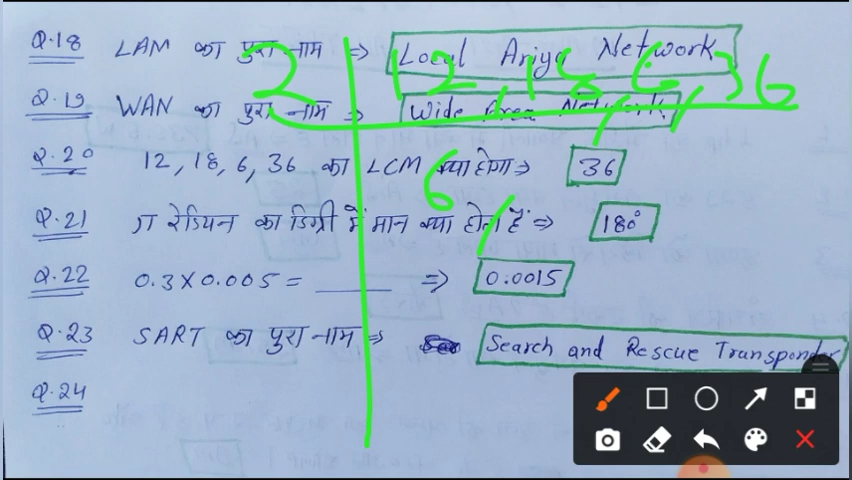 Q.18 LAM का पुरा नाम ⇒ Local Ariya Network
2 12, 18, 6, 36
Q.19 WAN का पुरा नाम ⇒ Wide Area Network
Q.20 12, 18, 6, 36 का LCM क्या होगा ⇒ 36
6,
Q.21 π रेडियन का डिग्री में मान क्या होता है ⇒ 180°
Q.22 0.3 X 0.005 = ______ ⇒ 0.0015
Q.23 SART का पुरा नाम ⇒ Search and Rescue Transponder
Q.24